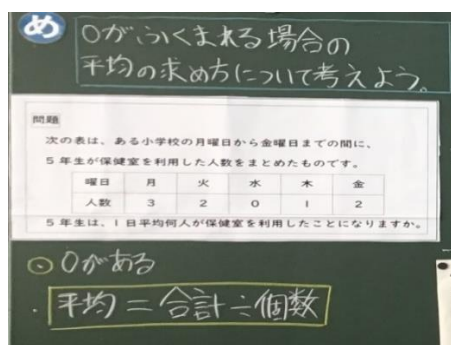 め
0がふくまれる場合の
平均の求め方について考えよう。
問題
次の表は、ある小学校の月曜日から金曜日までの間に、
5年生が保健室を利用した人数をまとめたものです。
曜日 月 火 水 木 金
人数 3 2 0 1 2
5年生は、1日平均何人が保健室を利用したことになりますか。
⊙0がある
・平均=合計÷個数